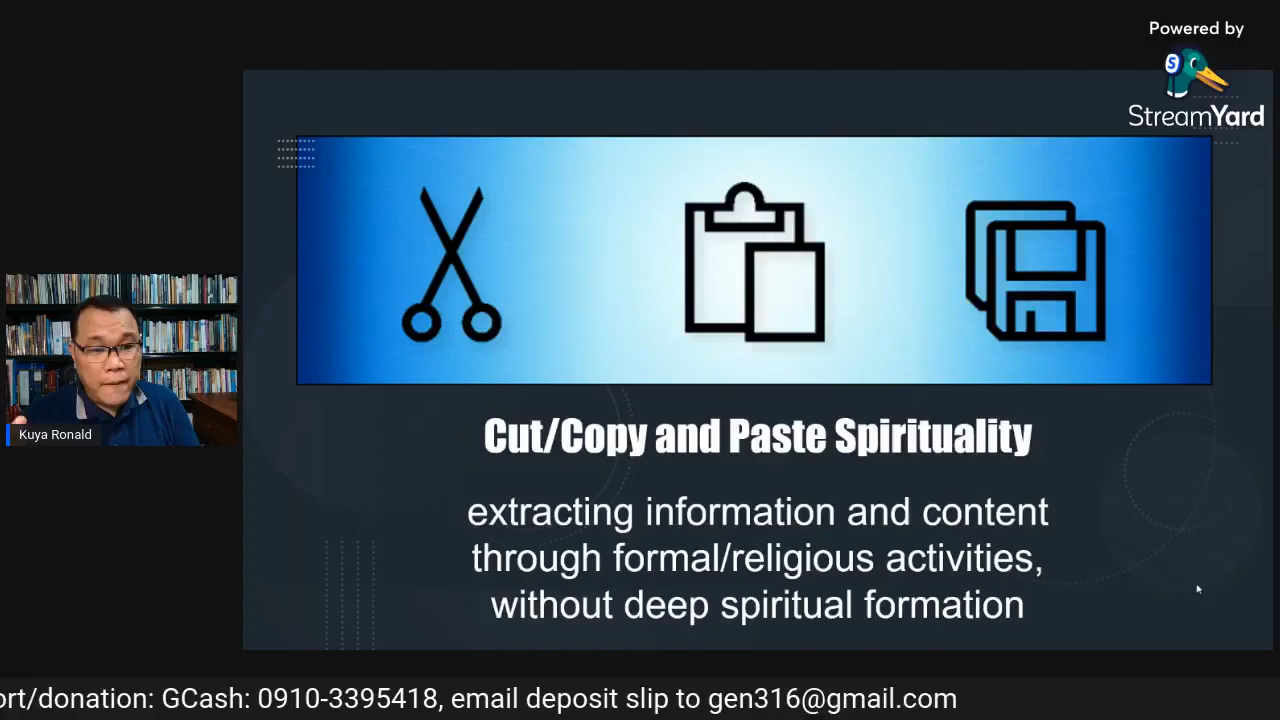 Powered by
StreamYard
Cut/Copy and Paste Spirituality
extracting information and content
through formal/religious activities,
without deep spiritual formation
Kuya Ronald
ort/donation: GCash: 0910-3395418, email deposit slip to gen316@gmail.com